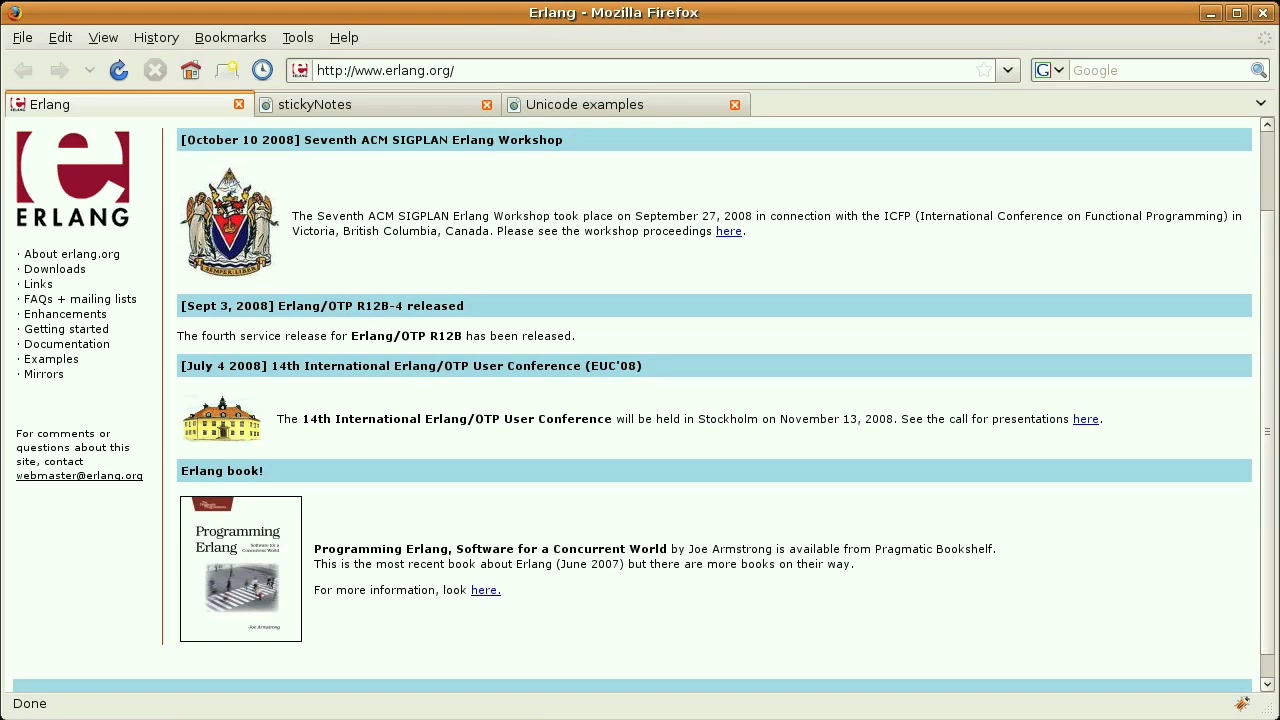 Erlang - Mozilla Firefox
File Edit View History Bookmarks Tools Help
http://www.erlang.org/
Google
Erlang
stickyNotes
Unicode examples
ERLANG
· About erlang.org
· Downloads
· Links
· FAQs + mailing lists
· Enhancements
· Getting started
· Documentation
· Examples
· Mirrors
For comments or
questions about this
site, contact
webmaster@erlang.org
[October 10 2008] Seventh ACM SIGPLAN Erlang Workshop
SEMPER LIBER
The Seventh ACM SIGPLAN Erlang Workshop took place on September 27, 2008 in connection with the ICFP (International Conference on Functional Programming) in
Victoria, British Columbia, Canada. Please see the workshop proceedings here.
[Sept 3, 2008] Erlang/OTP R12B-4 released
The fourth service release for Erlang/OTP R12B has been released.
[July 4 2008] 14th International Erlang/OTP User Conference (EUC'08)
The 14th International Erlang/OTP User Conference will be held in Stockholm on November 13, 2008. See the call for presentations here.
Erlang book!
Programming
Erlang
Software for a
Concurrent World
Joe Armstrong
Programming Erlang, Software for a Concurrent World by Joe Armstrong is available from Pragmatic Bookshelf.
This is the most recent book about Erlang (June 2007) but there are more books on their way.
For more information, look here.
Done